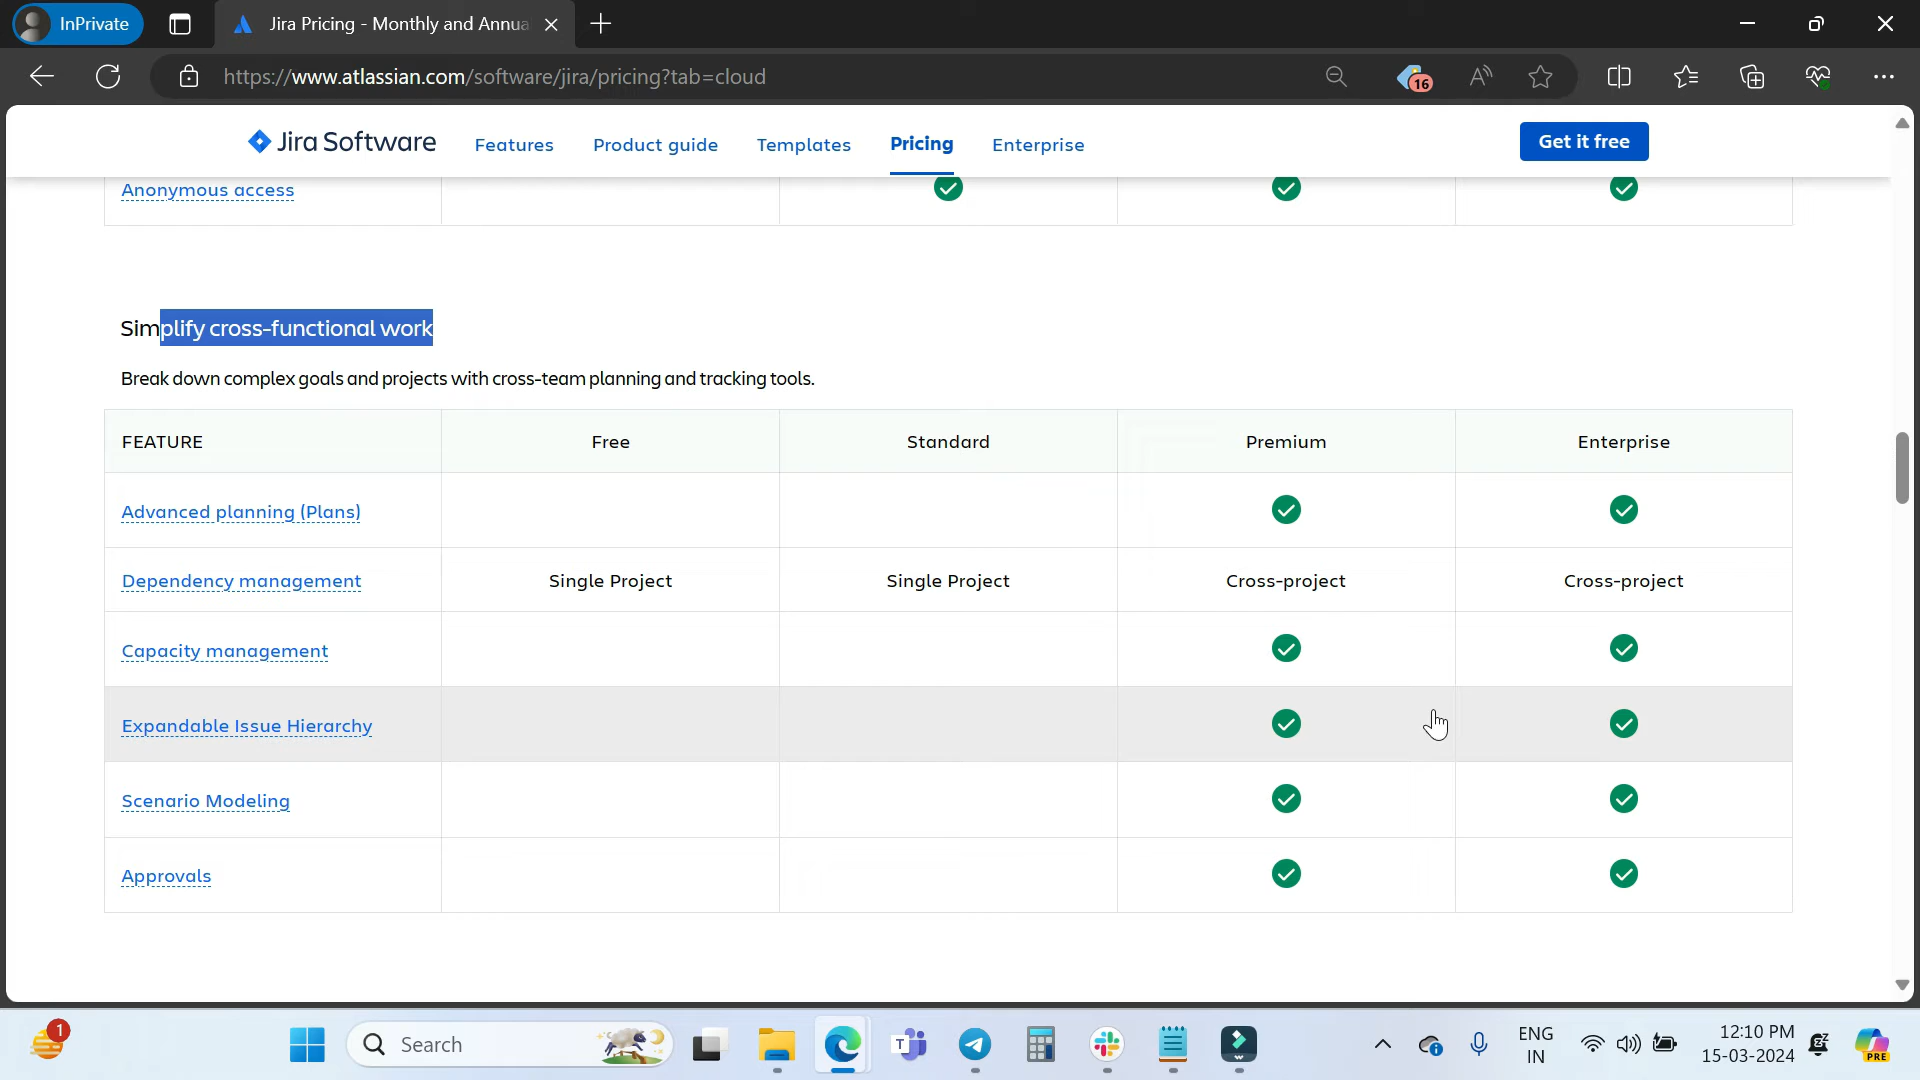 InPrivate
Jira Pricing - Monthly and Annua
https://www.atlassian.com/software/jira/pricing?tab=cloud
16
Jira Software
Features
Product guide
Templates
Pricing
Enterprise
Get it free
Anonymous access
Simplify cross-functional work
Break down complex goals and projects with cross-team planning and tracking tools.
FEATURE Free Standard Premium Enterprise
Advanced planning (Plans)
Dependency management Single Project Single Project Cross-project Cross-project
Capacity management
Expandable Issue Hierarchy
Scenario Modeling
Approvals
1
Search
T
ENG
IN
12:10 PM
15-03-2024
PRE